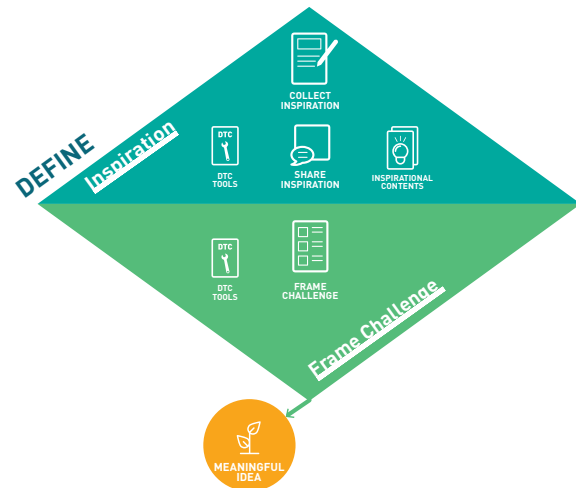 COLLECT
INSPIRATION
DEFINE
Inspiration
DTC
DTC
TOOLS
SHARE
INSPIRATION
INSPIRATIONAL
CONTENTS
DTC
DTC
TOOLS
FRAME
CHALLENGE
Frame Challenge
MEANINGFUL
IDEA